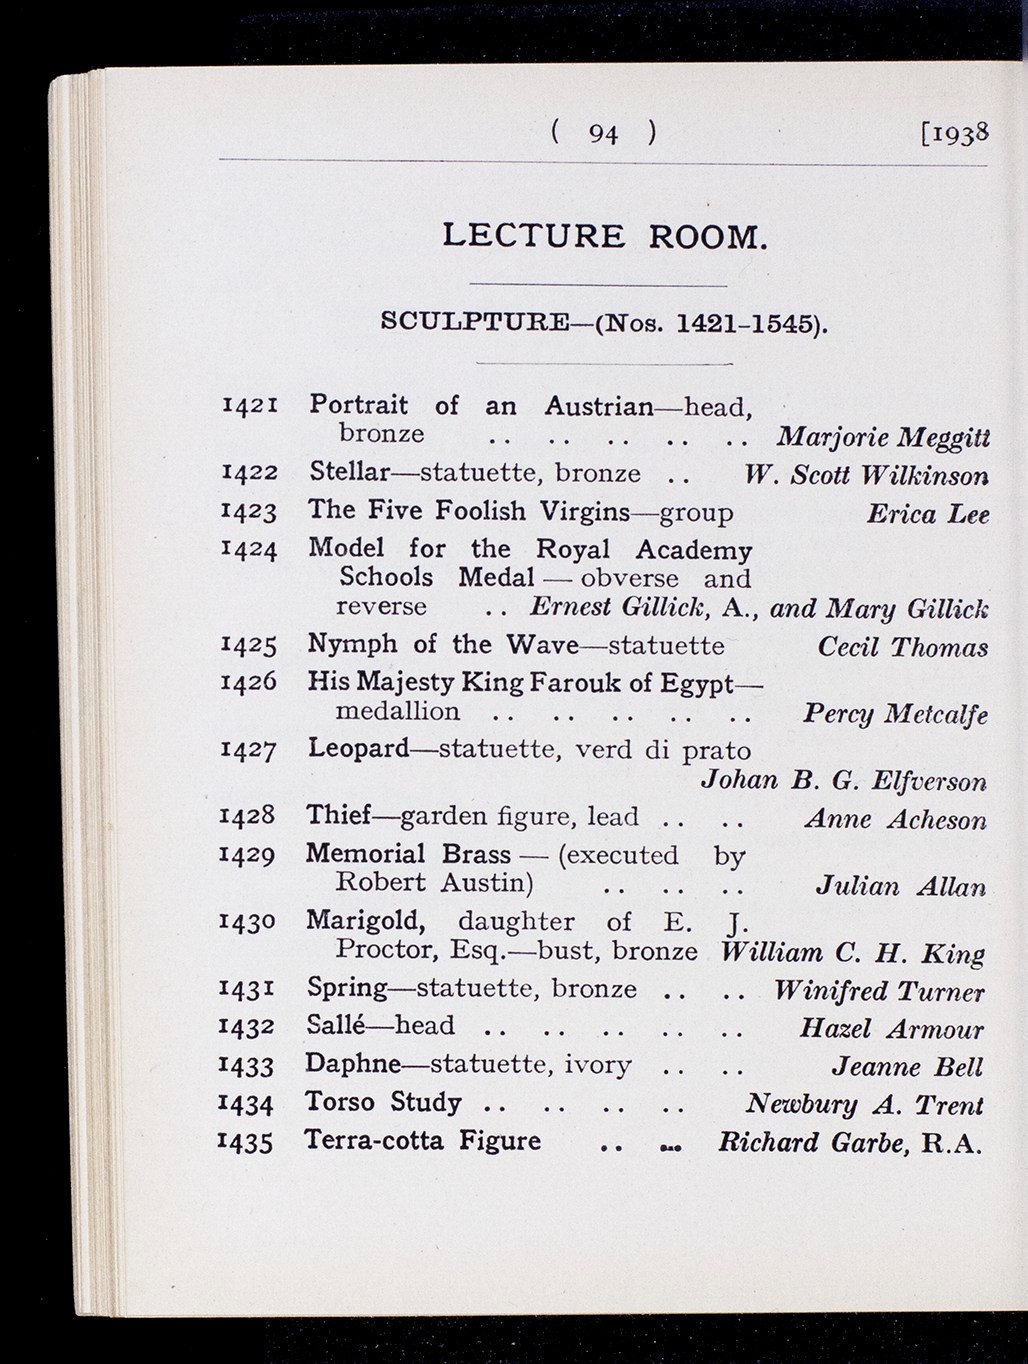 ( 94 ) [1938
LECTURE ROOM.
SCULPTURE—(Nos. 1421-1545).
1421 Portrait of an Austrian—head,
bronze .. .. .. .. .. Marjorie Meggitt
1422 Stellar—statuette, bronze .. W. Scott Wilkinson
1423 The Five Foolish Virgins—group Erica Lee
1424 Model for the Royal Academy
Schools Medal — obverse and
reverse .. Ernest Gillick, A., and Mary Gillick
1425 Nymph of the Wave—statuette Cecil Thomas
1426 His Majesty King Farouk of Egypt—
medallion .. .. .. .. .. Percy Metcalfe
1427 Leopard—statuette, verd di prato
Johan B. G. Elfverson
1428 Thief—garden figure, lead .. .. Anne Acheson
1429 Memorial Brass — (executed by
Robert Austin) .. .. .. Julian Allan
1430 Marigold, daughter of E. J.
Proctor, Esq.—bust, bronze William C. H. King
1431 Spring—statuette, bronze .. .. Winifred Turner
1432 Sallé—head .. .. .. .. .. Hazel Armour
1433 Daphne—statuette, ivory .. .. Jeanne Bell
1434 Torso Study .. .. .. .. Newbury A. Trent
1435 Terra-cotta Figure .. ... Richard Garbe, R.A.